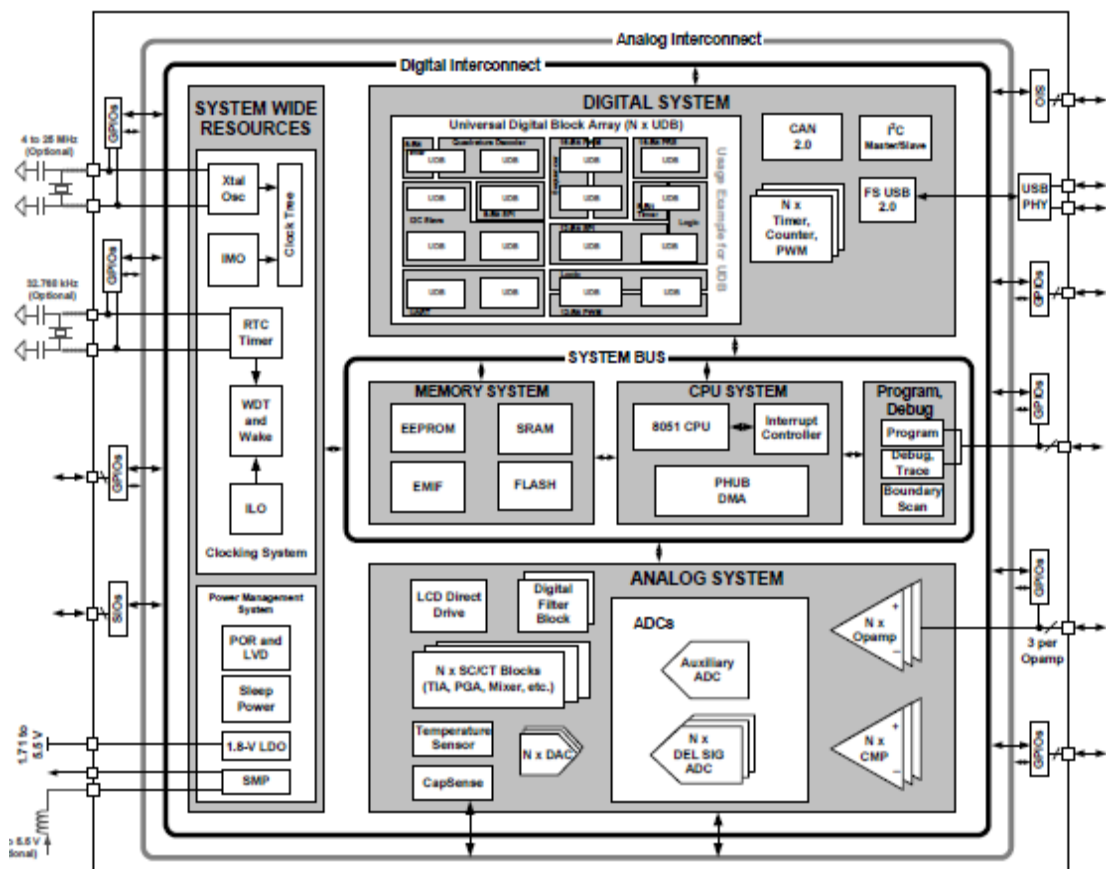 Analog Interconnect
Digital Interconnect
SYSTEM WIDE
RESOURCES
GPIOs
4 to 25 MHz
(Optional)
Xtal
Osc
Clock Tree
IMO
GPIOs
32.768 kHz
(Optional)
RTC
Timer
WDT
and
Wake
GPIOs
ILO
Clocking System
SIOs
Power Management
System
POR and
LVD
Sleep
Power
1.71 to
5.5 V
1.8-V LDO
SMP
5.5 V
DIGITAL SYSTEM
Universal Digital Block Array (N x UDB)
Quadrature Decoder
UDB
UDB
UDB
UDB
UDB
UDB
UDB
UDB
Timer
Logic
UDB
UDB
UDB
UDB
Logic
UDB
UDB
UDB
UDB
UART
12-Bit PWM
Usage Example for UDB
CAN
2.0
I²C
Master/Slave
N x
Timer,
Counter,
PWM
FS USB
2.0
SIO
USB
PHY
GPIOs
SYSTEM BUS
MEMORY SYSTEM
EEPROM
SRAM
EMIF
FLASH
CPU SYSTEM
8051 CPU
Interrupt
Controller
PHUB
DMA
Program,
Debug
Program
Debug,
Trace
Boundary
Scan
GPIOs
ANALOG SYSTEM
LCD Direct
Drive
Digital
Filter
Block
N x SC/CT Blocks
(TIA, PGA, Mixer, etc.)
Temperature
Sensor
N x DAC
CapSense
ADCs
Auxiliary
ADC
N x
DEL SIG
ADC
+
N x
Opamp
–
+
N x
CMP
–
GPIOs
3 per
Opamp
GPIOs